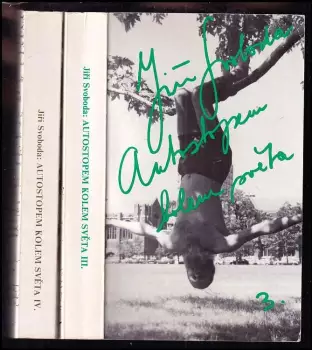 Jiří Svoboda: AUTOSTOPEM KOLEM SVĚTA IV.
Jiří Svoboda: AUTOSTOPEM KOLEM SVĚTA III.
Jiří Svoboda
Autostopem
kolem světa
3.